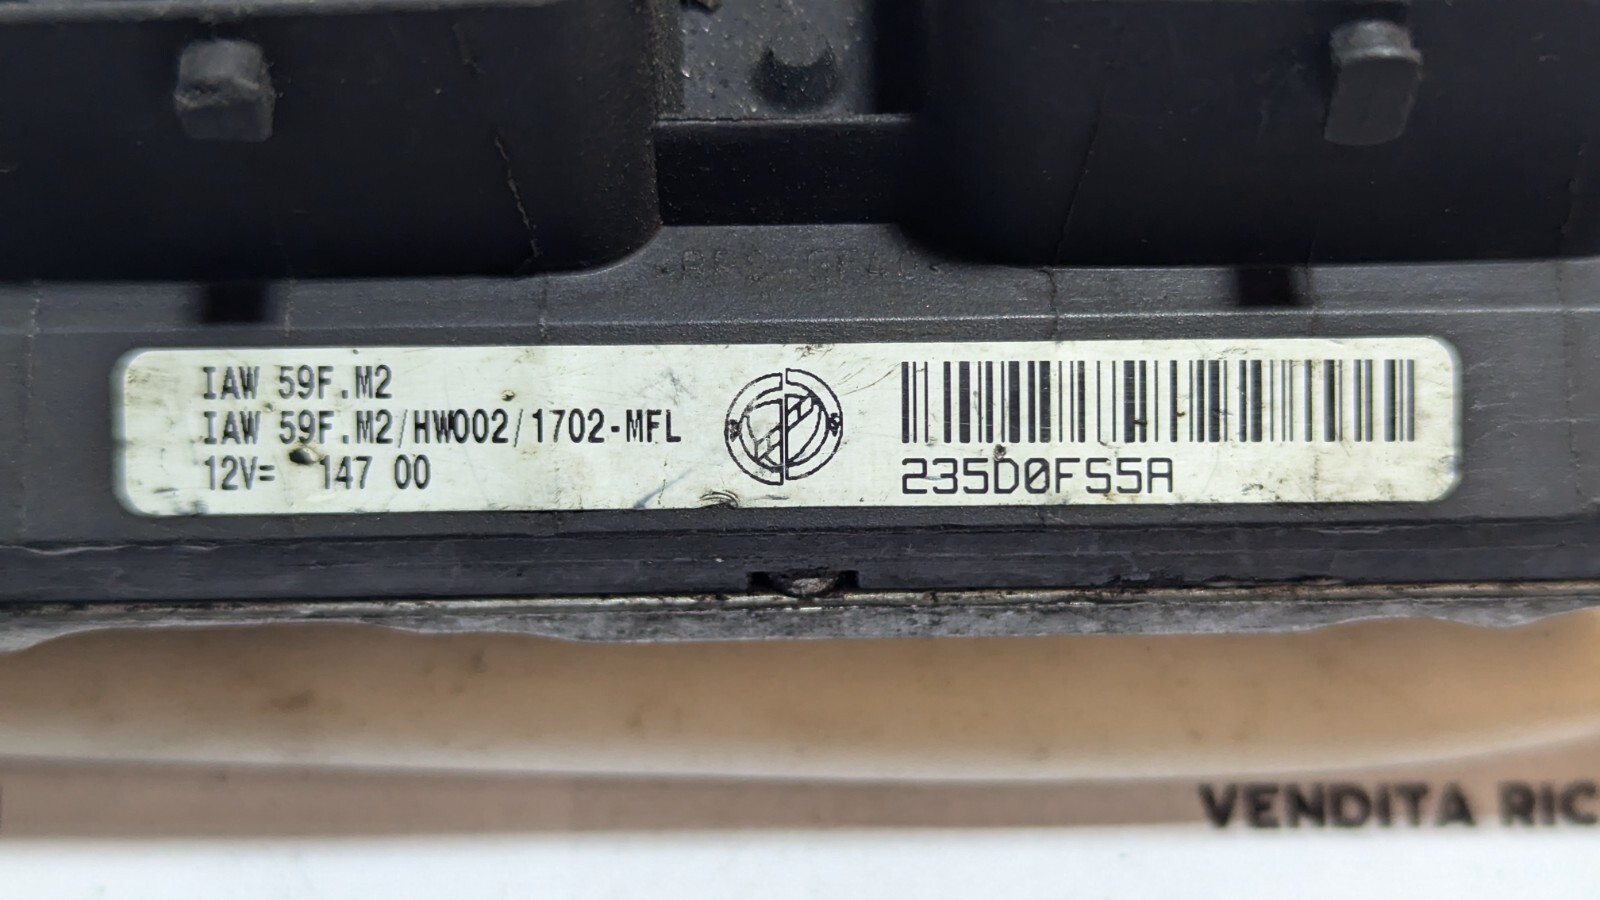 IAW 59F.M2
IAW 59F.M2/HW002/1702-MFL
12V= 147 00
235D0F55A
VENDITA RIC